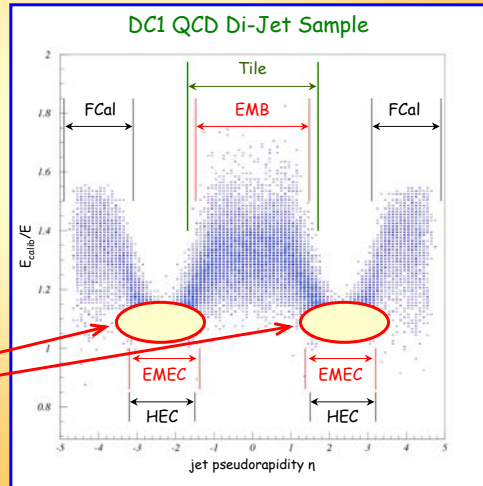 DC1 QCD Di-Jet Sample
2
1.8
1.6
1.4
1.2
1
0.8
E_calib/E
Tile
FCal
EMB
FCal
EMEC
EMEC
HEC
HEC
-5 -4 -3 -2 -1 0 1 2 3 4 5
jet pseudorapidity η